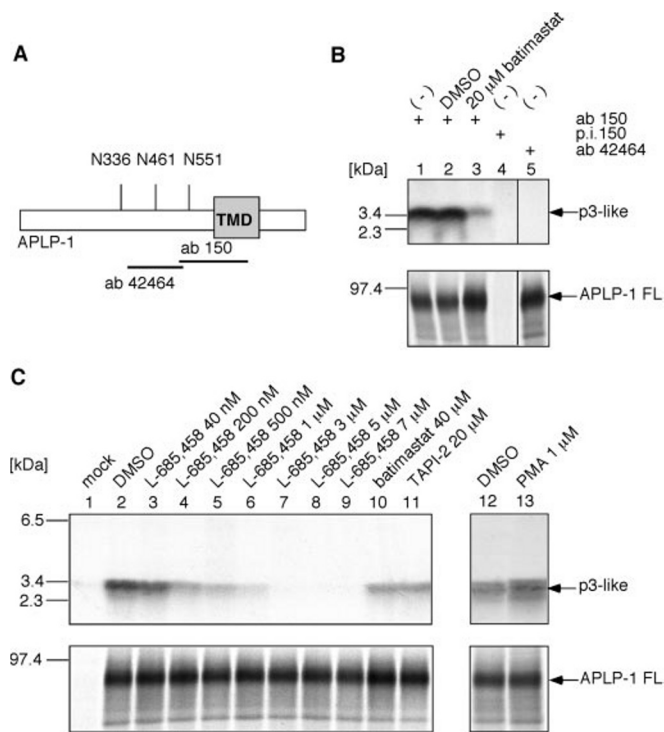 A
N336 N461 N551
TMD
APLP-1
ab 150
ab 42464
B
(-)
DMSO
20 µM batimastat
(-)
(-)
+ + + ab 150
+ p.i.150
+ ab 42464
[kDa] 1 2 3 4 5
3.4
2.3
p3-like
97.4
APLP-1 FL
C
mock
DMSO
L-685,458 40 nM
L-685,458 200 nM
L-685,458 500 nM
L-685,458 1 µM
L-685,458 3 µM
L-685,458 5 µM
L-685,458 7 µM
batimastat 40 µM
TAPI-2 20 µM
DMSO
PMA 1 µM
[kDa]
1 2 3 4 5 6 7 8 9 10 11 12 13
6.5
3.4
2.3
p3-like
97.4
APLP-1 FL